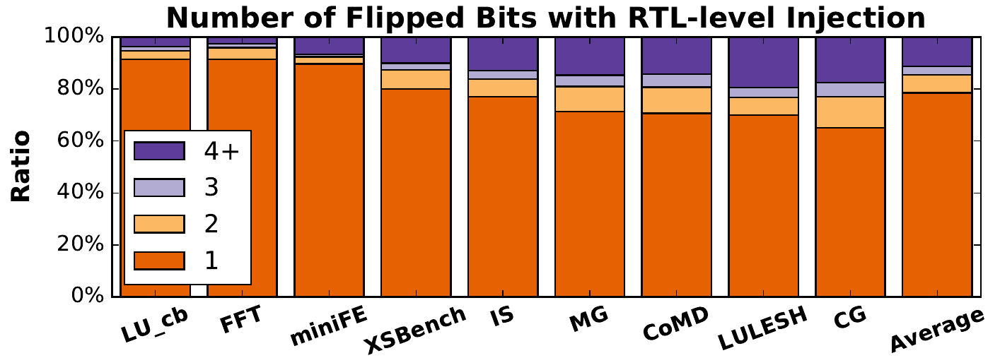 Number of Flipped Bits with RTL-level Injection
Ratio
100%
80%
60%
40%
20%
0%
4+
3
2
1
LU_cb
FFT
miniFE
XSBench
IS
MG
CoMD
LULESH
CG
Average